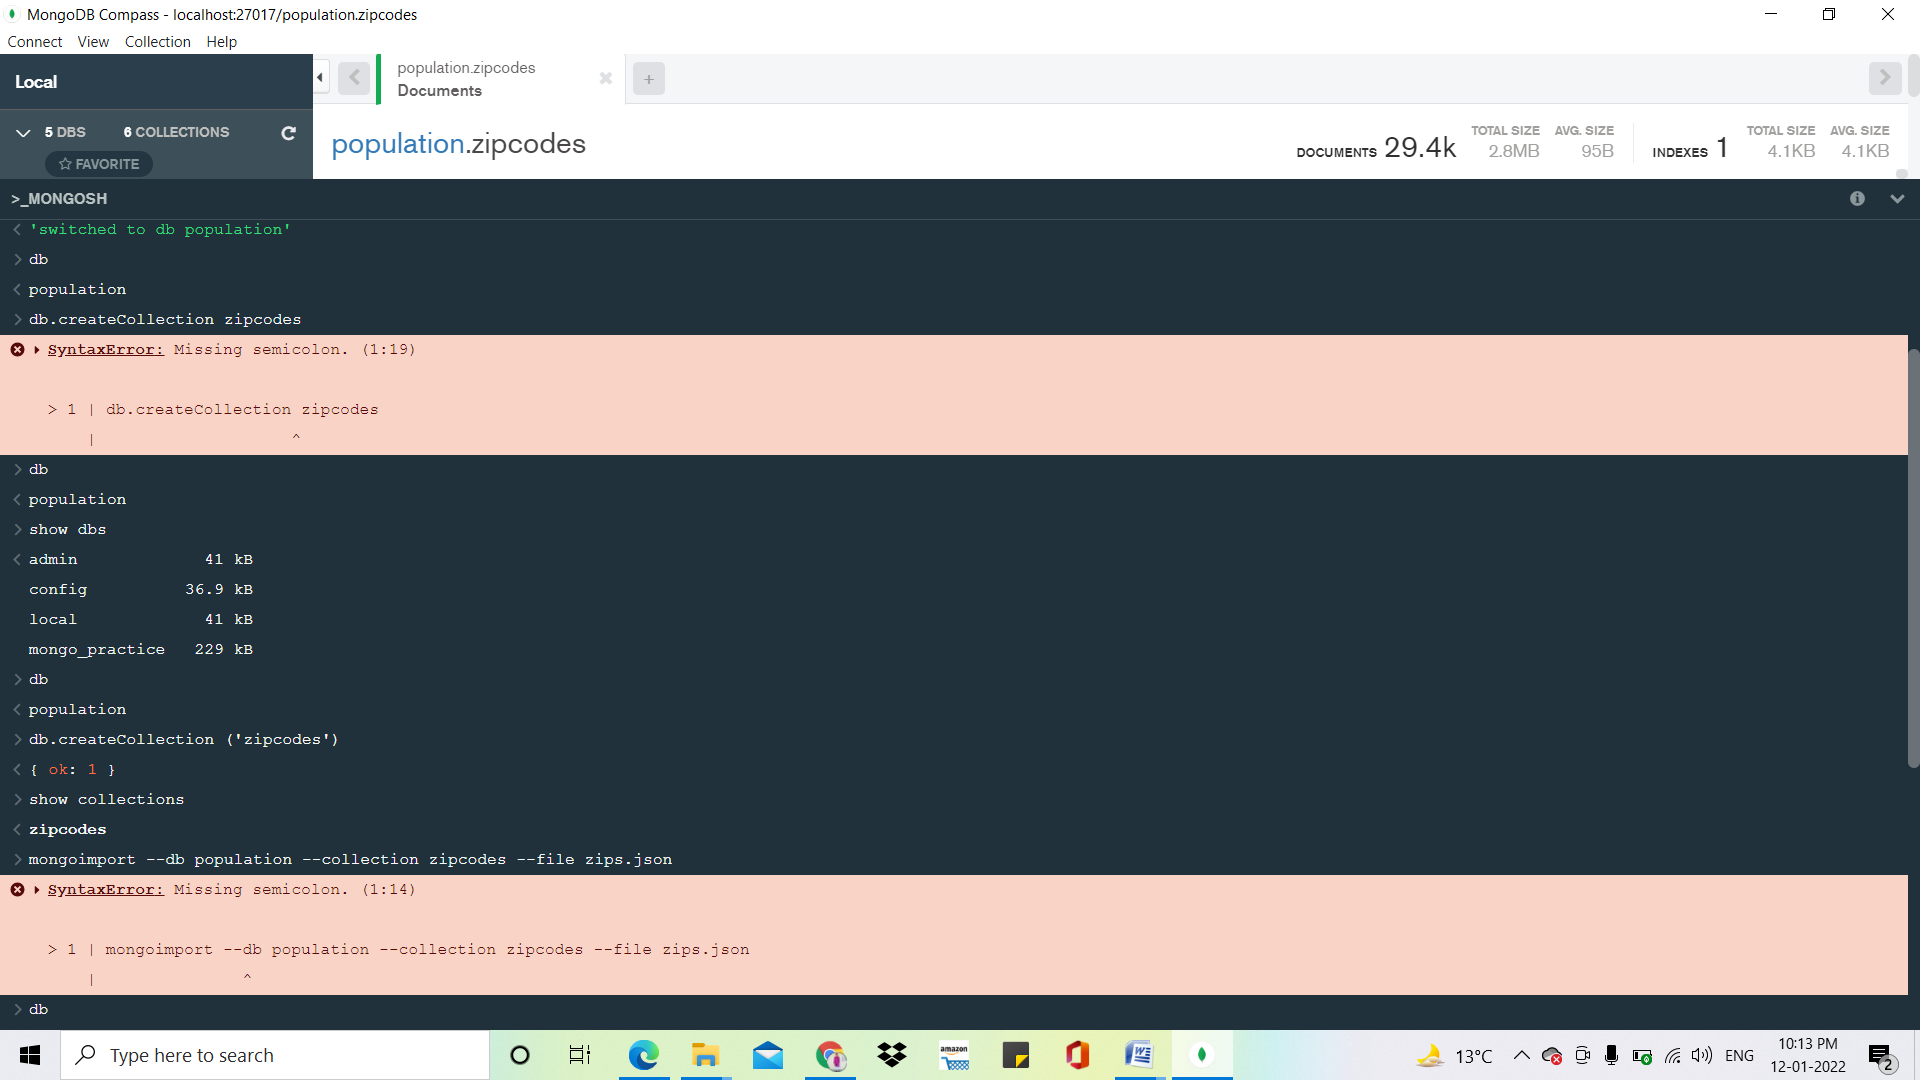 MongoDB Compass - localhost:27017/population.zipcodes
Connect View Collection Help
Local
population.zipcodes
Documents
+
5 DBS 6 COLLECTIONS
FAVORITE
population.zipcodes
DOCUMENTS 29.4k TOTAL SIZE 2.8MB AVG. SIZE 95B INDEXES 1 TOTAL SIZE 4.1KB AVG. SIZE 4.1KB
>_MONGOSH
< 'switched to db population'
> db
< population
> db.createCollection zipcodes
SyntaxError: Missing semicolon. (1:19)
> 1 | db.createCollection zipcodes
| ^
> db
< population
> show dbs
< admin 41 kB
config 36.9 kB
local 41 kB
mongo_practice 229 kB
> db
< population
> db.createCollection ('zipcodes')
< { ok: 1 }
> show collections
< zipcodes
> mongoimport --db population --collection zipcodes --file zips.json
SyntaxError: Missing semicolon. (1:14)
> 1 | mongoimport --db population --collection zipcodes --file zips.json
| ^
> db
Type here to search
amazon
13°C
ENG
10:13 PM
12-01-2022
2